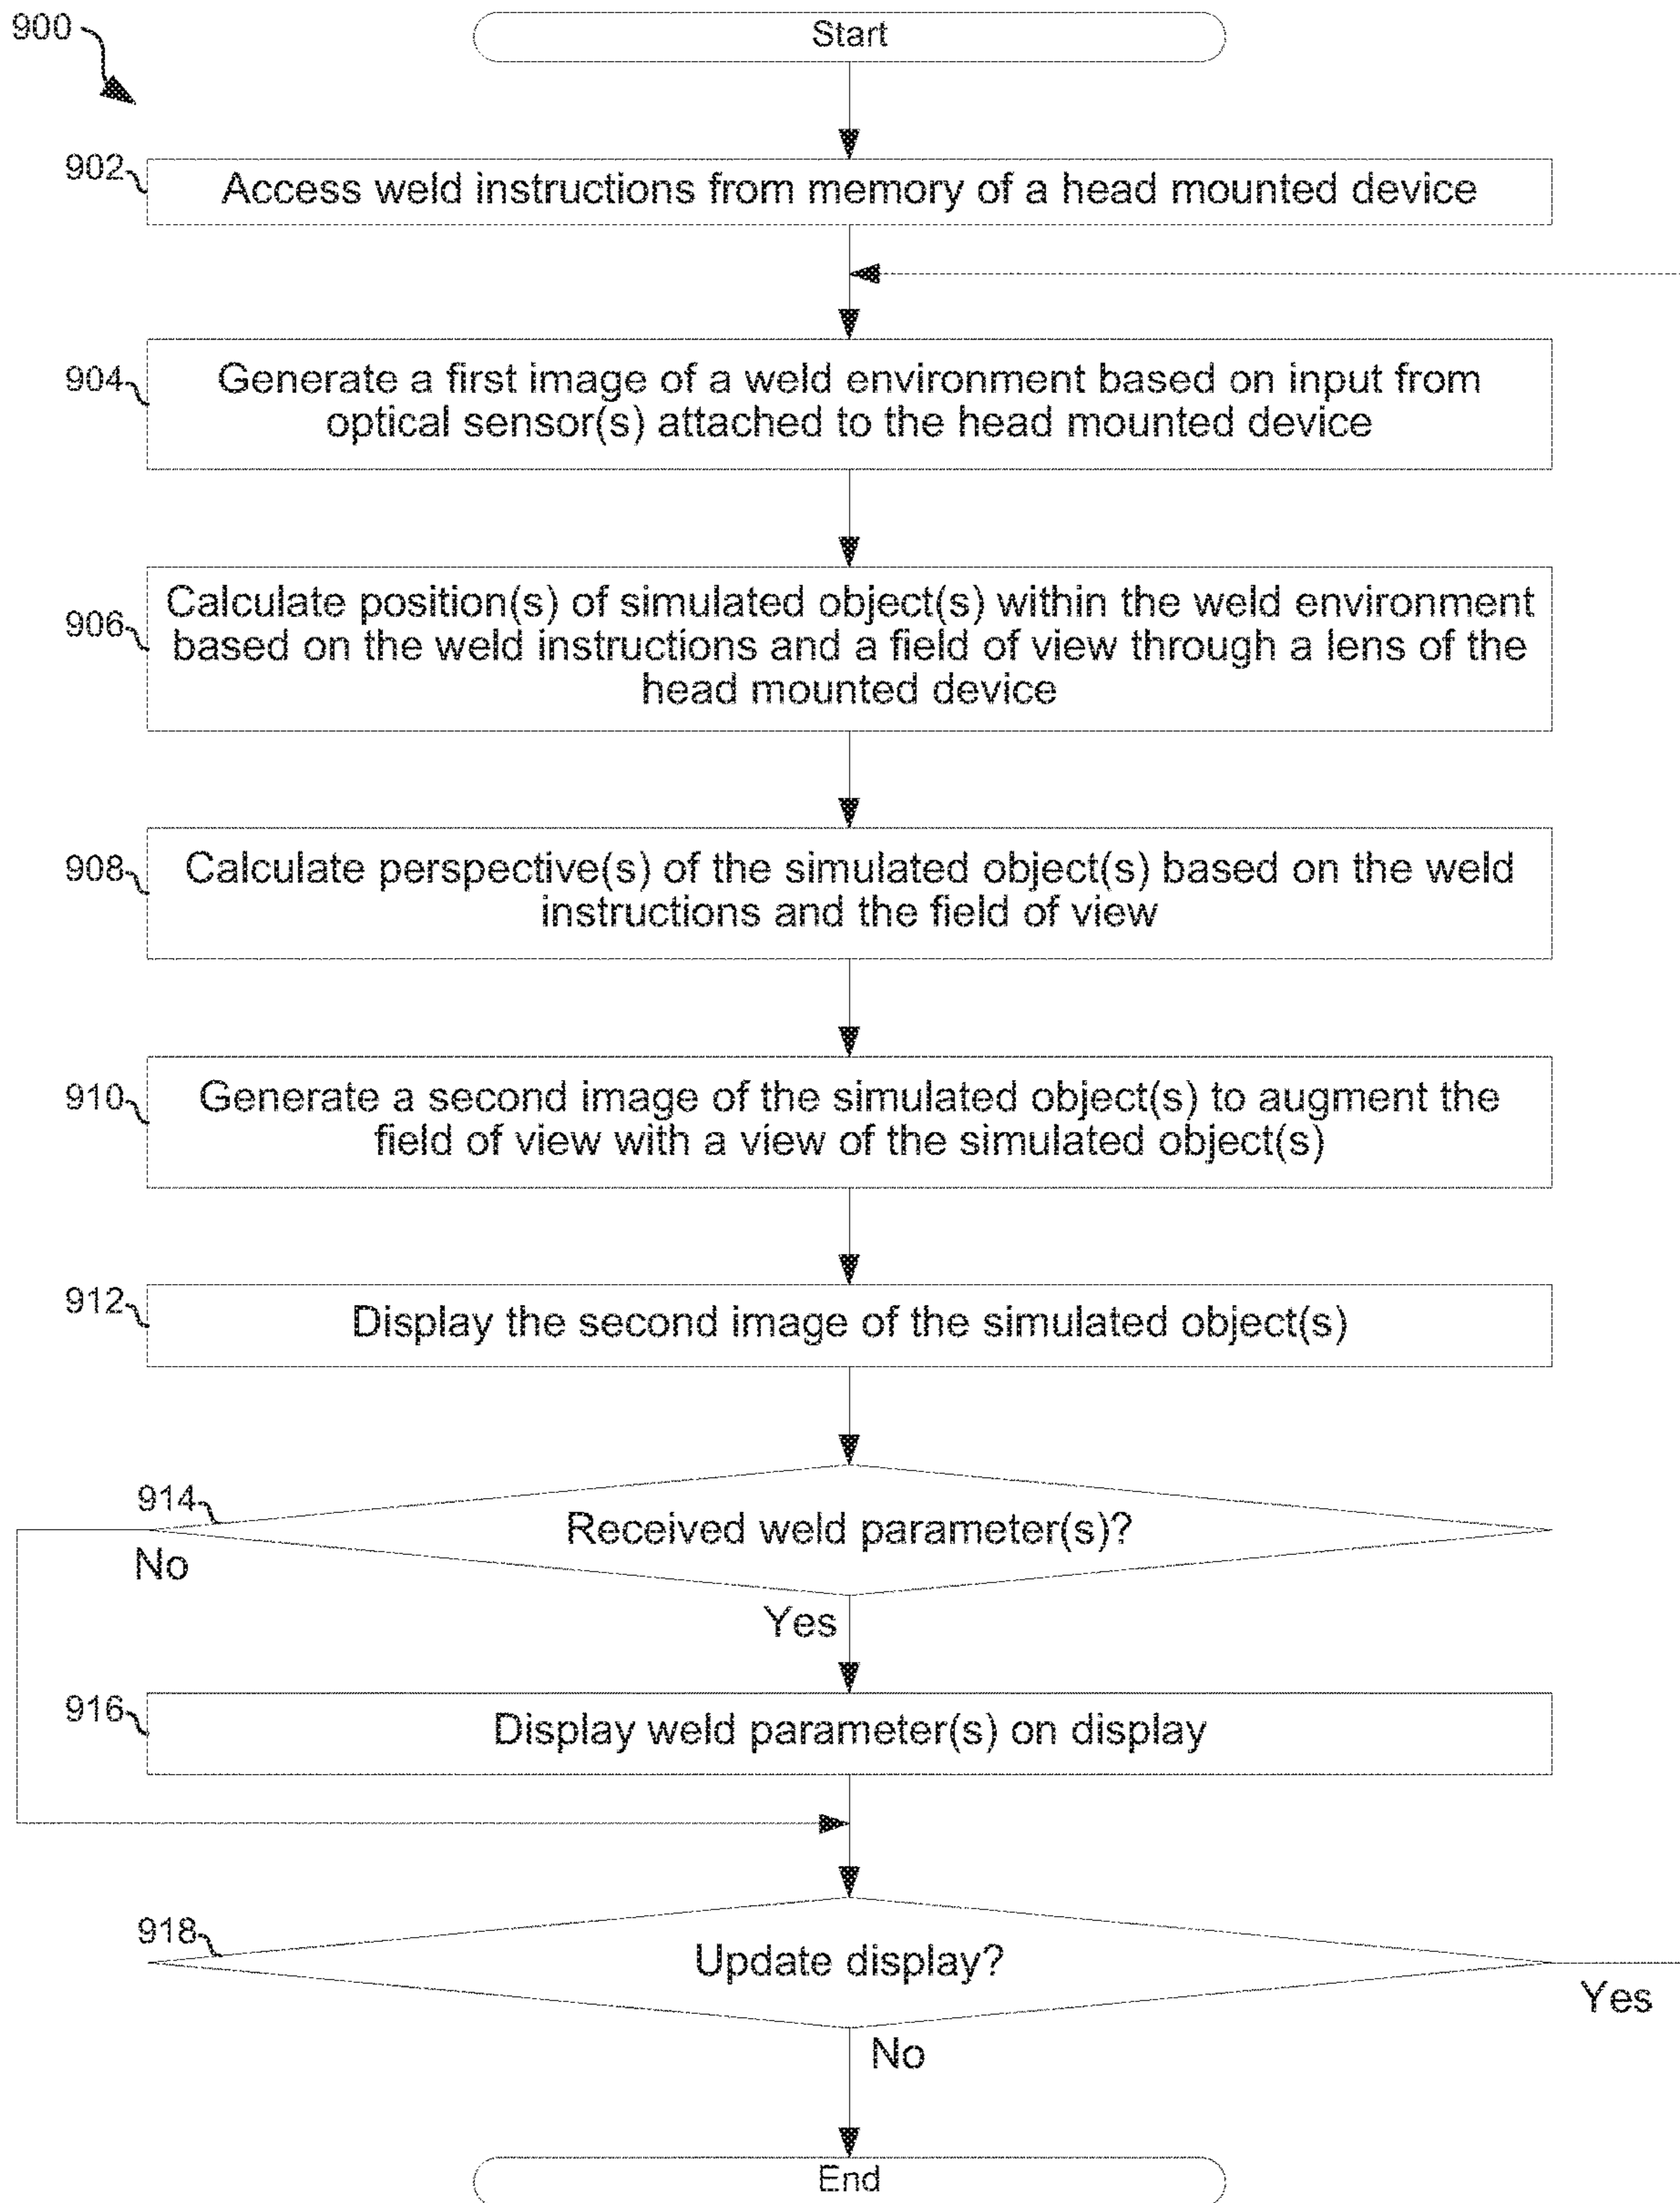 900
Start
902
Access weld instructions from memory of a head mounted device
904
Generate a first image of a weld environment based on input from
optical sensor(s) attached to the head mounted device
906
Calculate position(s) of simulated object(s) within the weld environment
based on the weld instructions and a field of view through a lens of the
head mounted device
908
Calculate perspective(s) of the simulated object(s) based on the weld
instructions and the field of view
910
Generate a second image of the simulated object(s) to augment the
field of view with a view of the simulated object(s)
912
Display the second image of the simulated object(s)
914
Received weld parameter(s)?
No
Yes
916
Display weld parameter(s) on display
918
Update display?
Yes
No
End